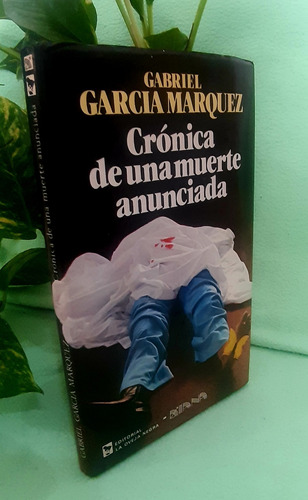 GABRIEL
GARCIA MARQUEZ
Crónica
de una muerte
anunciada
EDITORIAL
LA OVEJA NEGRA
GABRIEL GARCIA MARQUEZ
Crónica de una muerte anunciada